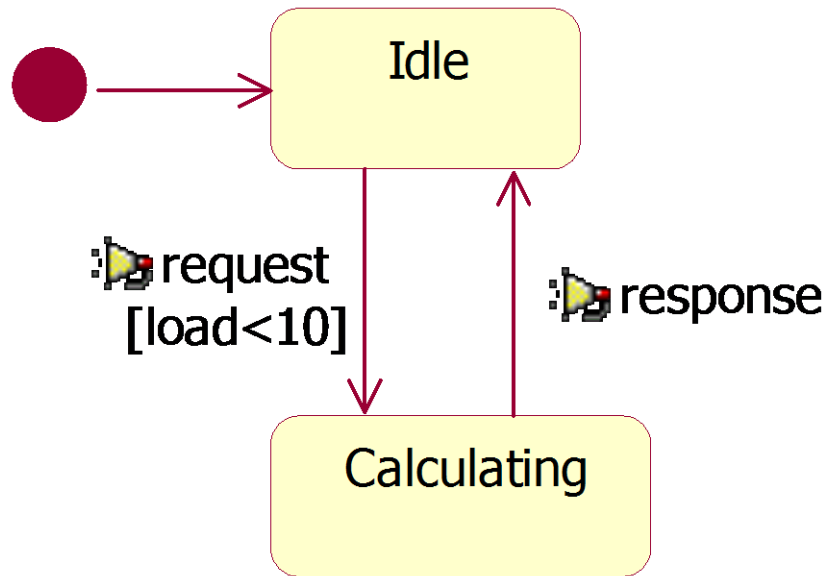 Idle
request
[load<10]
response
Calculating